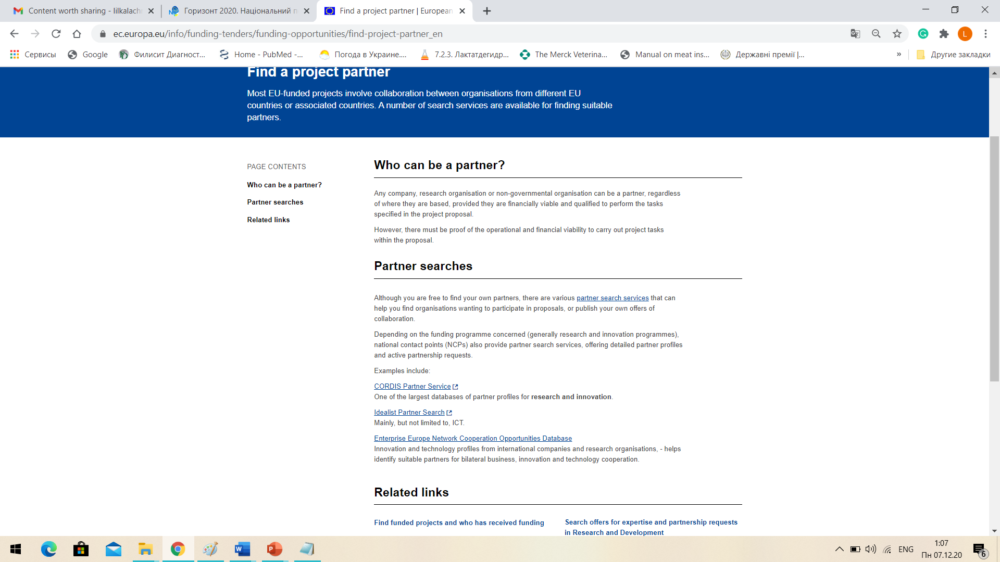 Content worth sharing - lilkalach
Горизонт 2020. Національний п
Find a project partner | European
ec.europa.eu/info/funding-tenders/funding-opportunities/find-project-partner_en
L
Сервисы
Google
Филисит Диагност...
Home - PubMed -...
Погода в Украине....
7.2.3. Лактатдегидр...
The Merck Veterina...
Manual on meat ins...
Державні премії |...
»
Другие закладки
Find a project partner
Most EU-funded projects involve collaboration between organisations from different EU
countries or associated countries. A number of search services are available for finding suitable
partners.
PAGE CONTENTS
Who can be a partner?
Partner searches
Related links
Who can be a partner?
Any company, research organisation or non-governmental organisation can be a partner, regardless
of where they are based, provided they are financially viable and qualified to perform the tasks
specified in the project proposal.
However, there must be proof of the operational and financial viability to carry out project tasks
within the proposal.
Partner searches
Although you are free to find your own partners, there are various partner search services that can
help you find organisations wanting to participate in proposals, or publish your own offers of
collaboration.
Depending on the funding programme concerned (generally research and innovation programmes),
national contact points (NCPs) also provide partner search services, offering detailed partner profiles
and active partnership requests.
Examples include:
CORDIS Partner Service
One of the largest databases of partner profiles for research and innovation.
Idealist Partner Search
Mainly, but not limited to, ICT.
Enterprise Europe Network Cooperation Opportunities Database
Innovation and technology profiles from international companies and research organisations, - helps
identify suitable partners for bilateral business, innovation and technology cooperation.
Related links
Find funded projects and who has received funding
Search offers for expertise and partnership requests
in Research and Development
ENG
1:07
Пн 07.12.20
6